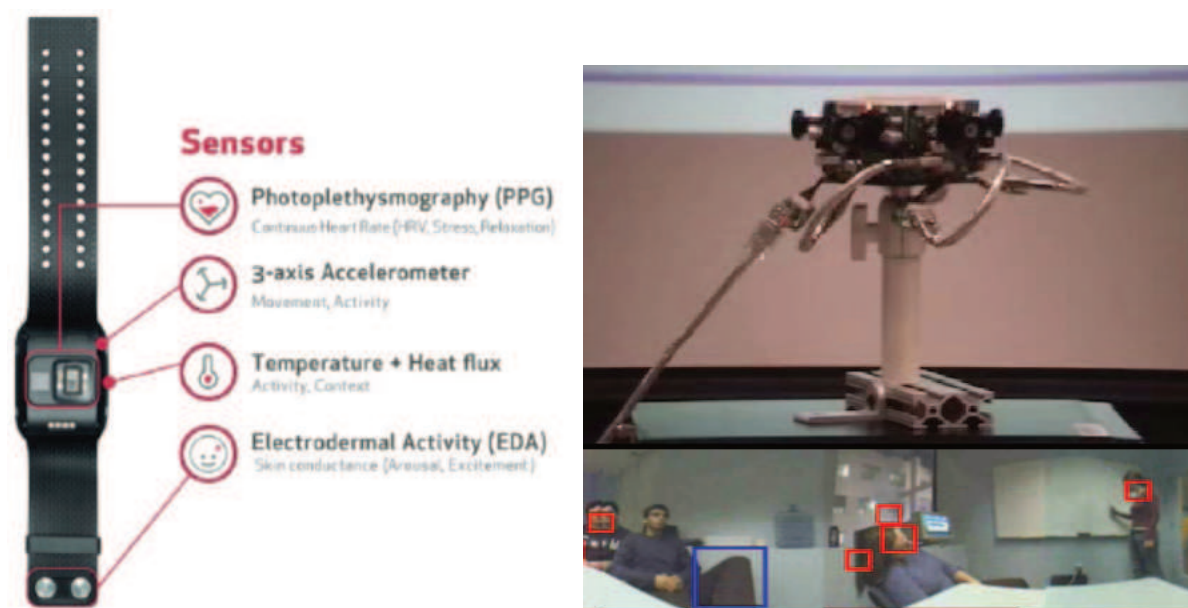 Sensors
Photoplethysmography (PPG)
Continuous Heart Rate (HRV, Stress, Relaxation)
3-axis Accelerometer
Movement, Activity
Temperature + Heat flux
Activity, Context
Electrodermal Activity (EDA)
Skin conductance (Arousal, Excitement)